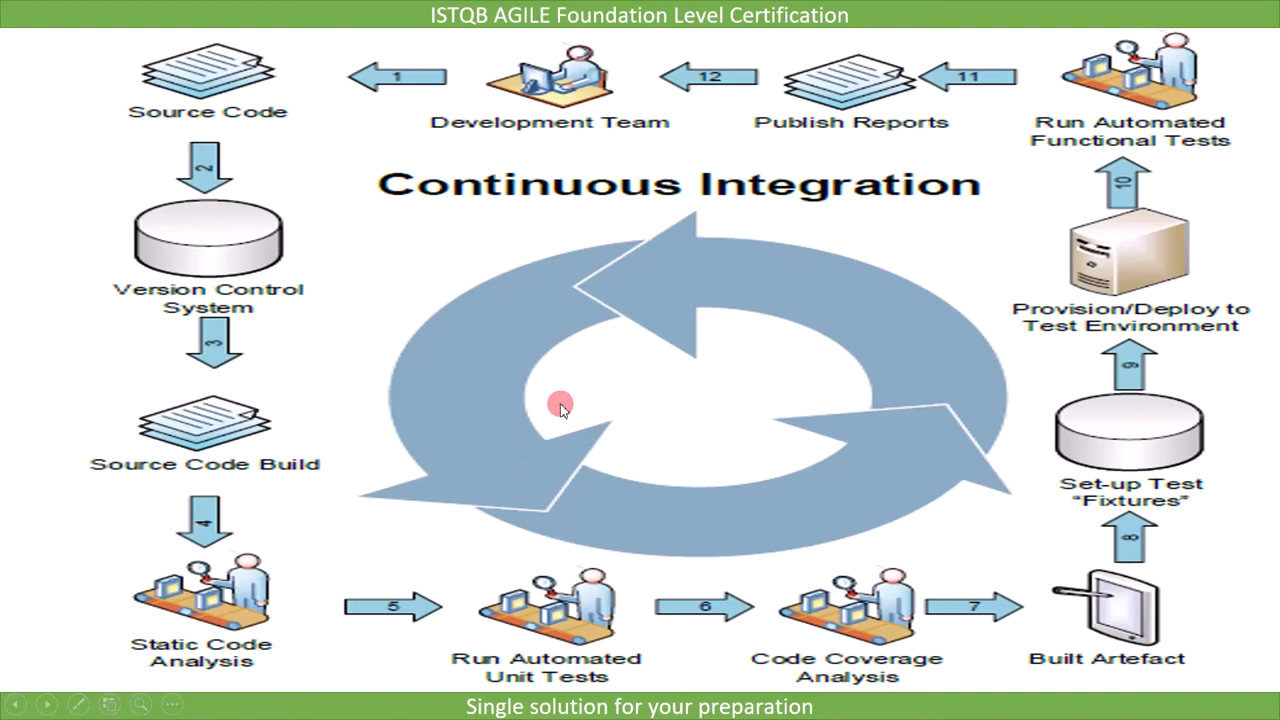 ISTQB AGILE Foundation Level Certification
Source Code
1
Development Team
12
Publish Reports
11
Run Automated
Functional Tests
2
Continuous Integration
10
Version Control
System
Provision/Deploy to
Test Environment
3
9
Source Code Build
Set-up Test
“Fixtures”
4
8
Static Code
Analysis
5
Run Automated
Unit Tests
6
Code Coverage
Analysis
7
Built Artefact
Single solution for your preparation